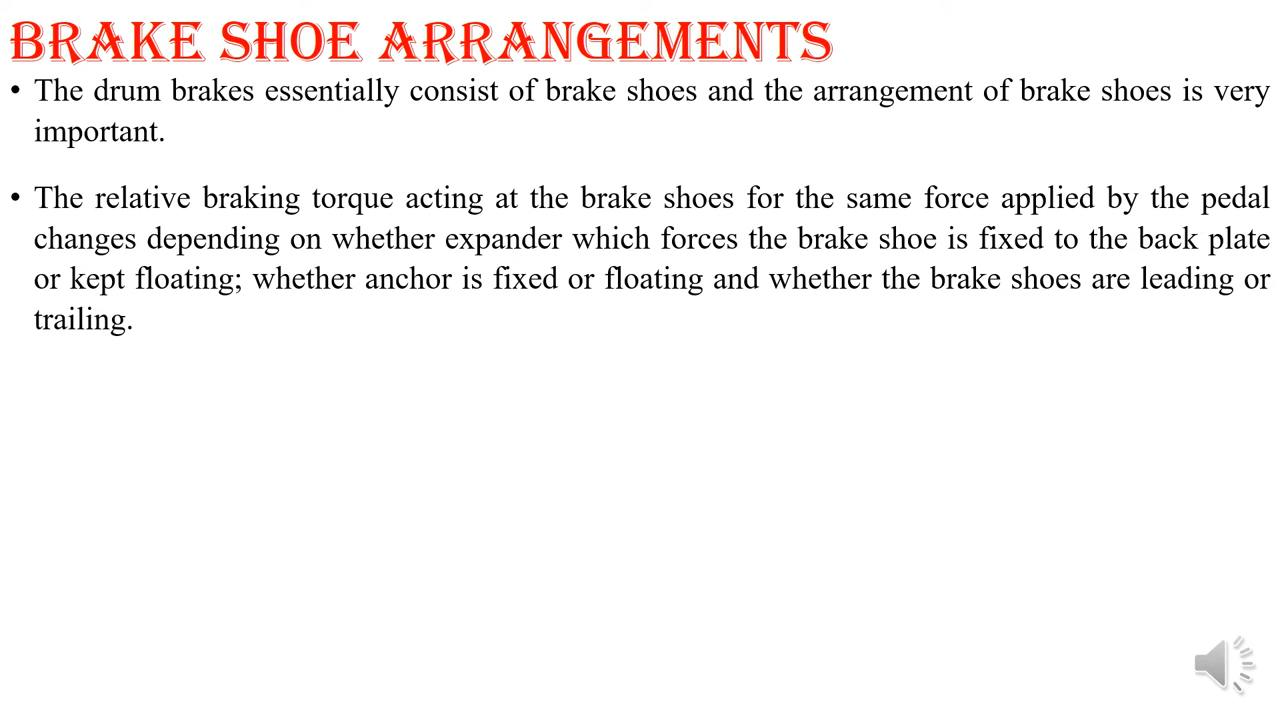 BRAKE SHOE ARRANGEMENTS
• The drum brakes essentially consist of brake shoes and the arrangement of brake shoes is very
important.
• The relative braking torque acting at the brake shoes for the same force applied by the pedal
changes depending on whether expander which forces the brake shoe is fixed to the back plate
or kept floating; whether anchor is fixed or floating and whether the brake shoes are leading or
trailing.